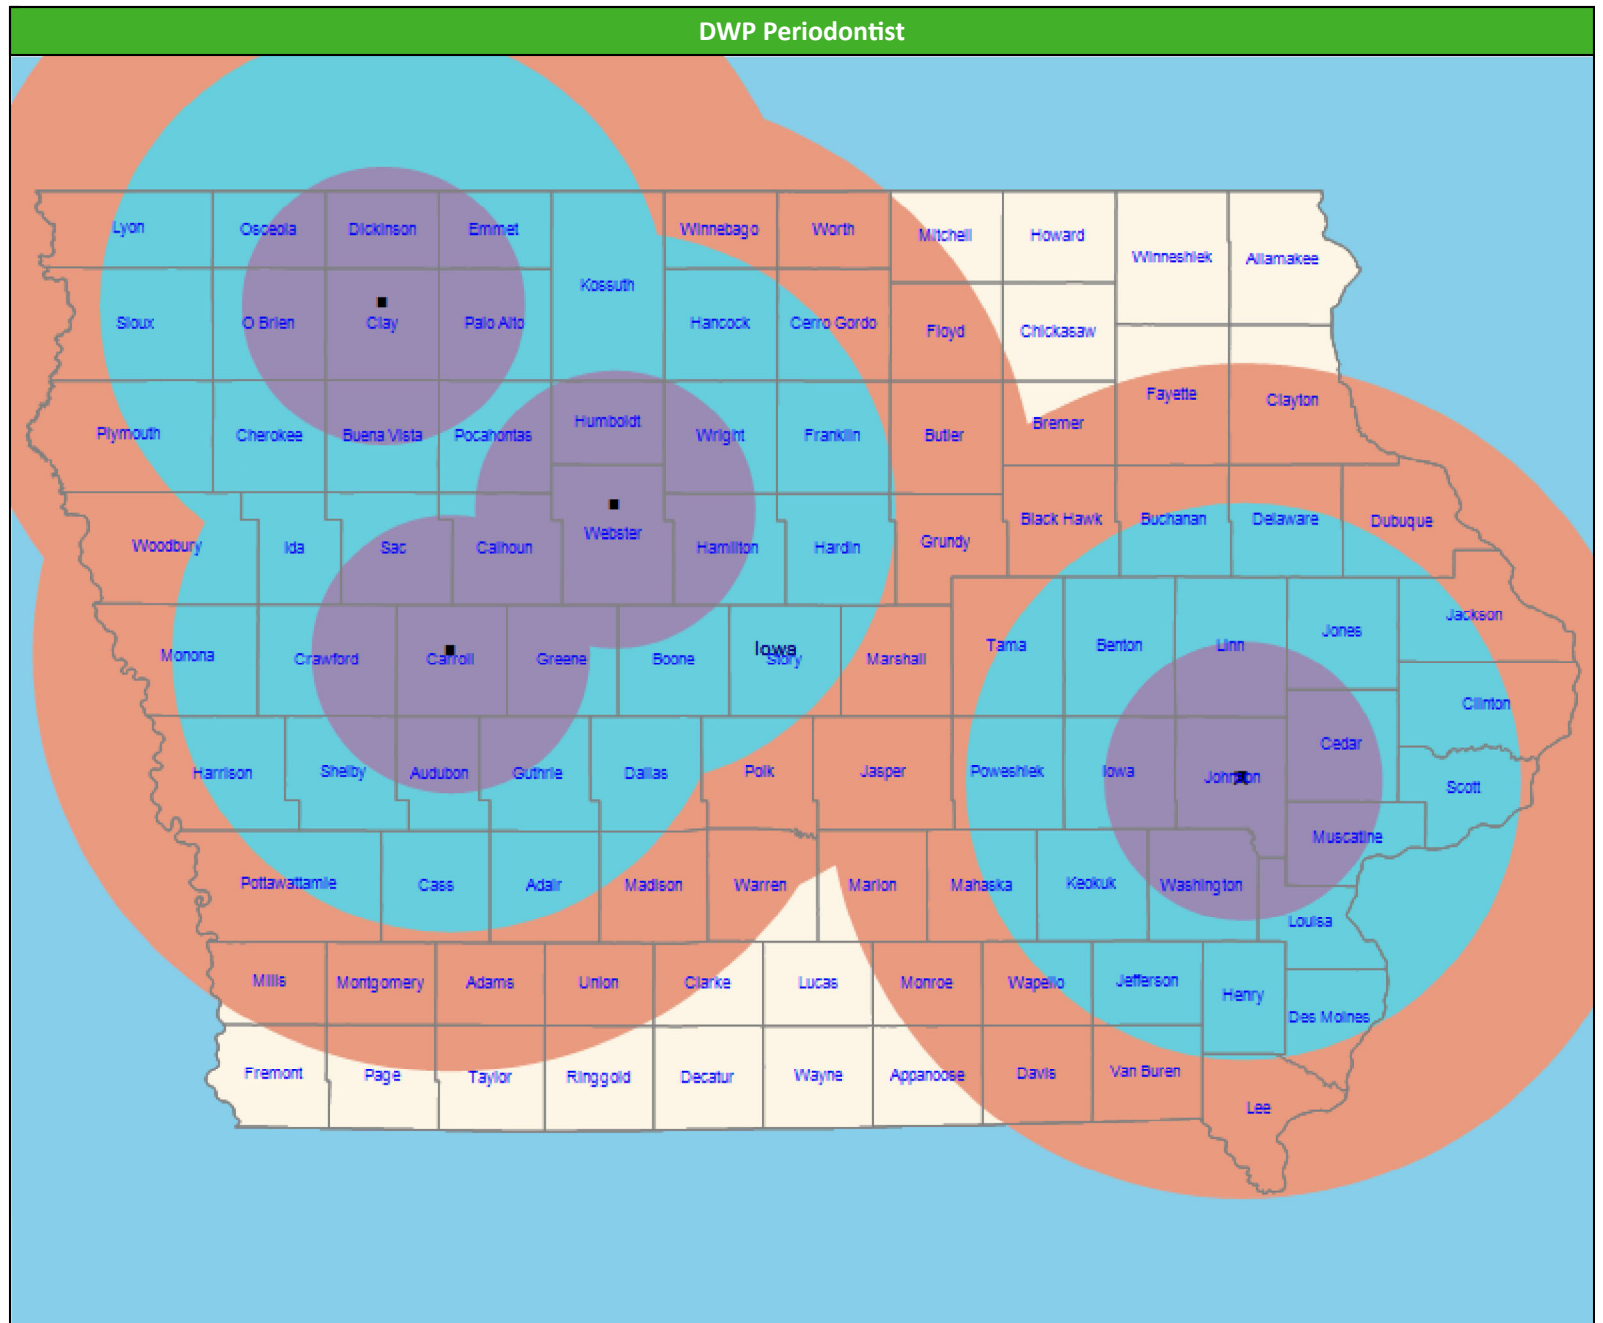 DWP Periodontist
Lyon
Osceola
Dickinson
Emmet
Winnebago
Worth
Mitchell
Howard
Winneshiek
Allamakee
Kossuth
Sioux
O Brien
Clay
Palo Alto
Hancock
Cerro Gordo
Floyd
Chickasaw
Plymouth
Cherokee
Buena Vista
Pocahontas
Humboldt
Wright
Franklin
Butler
Bremer
Fayette
Clayton
Woodbury
Ida
Sac
Calhoun
Webster
Hamilton
Hardin
Grundy
Black Hawk
Buchanan
Delaware
Dubuque
Monona
Crawford
Carroll
Greene
Boone
Iowa
Story
Marshall
Tama
Benton
Linn
Jones
Jackson
Clinton
Harrison
Shelby
Audubon
Guthrie
Dallas
Polk
Jasper
Poweshiek
Iowa
Johnson
Cedar
Scott
Muscatine
Pottawattamie
Cass
Adair
Madison
Warren
Marion
Mahaska
Keokuk
Washington
Louisa
Mills
Montgomery
Adams
Union
Clarke
Lucas
Monroe
Wapello
Jefferson
Henry
Des Moines
Fremont
Page
Taylor
Ringgold
Decatur
Wayne
Appanoose
Davis
Van Buren
Lee